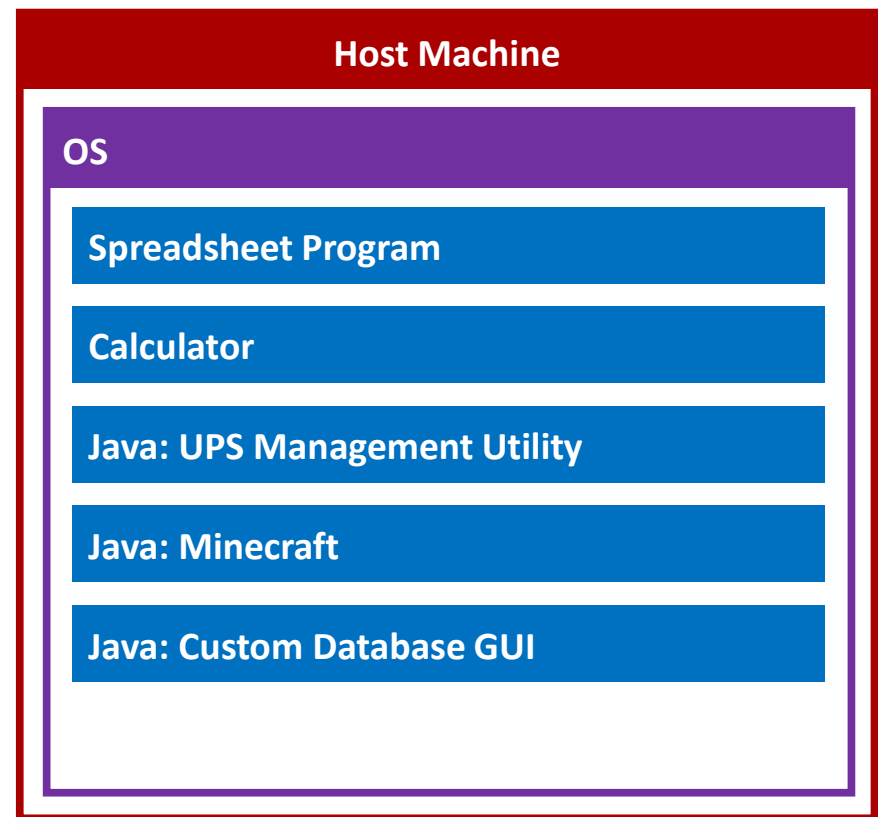 Host Machine
OS
Spreadsheet Program
Calculator
Java: UPS Management Utility
Java: Minecraft
Java: Custom Database GUI